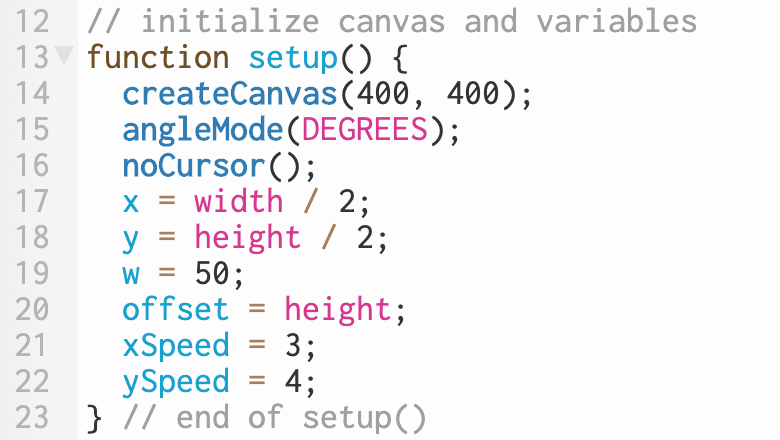 12 // initialize canvas and variables
13 function setup() {
14 createCanvas(400, 400);
15 angleMode(DEGREES);
16 noCursor();
17 x = width / 2;
18 y = height / 2;
19 w = 50;
20 offset = height;
21 xSpeed = 3;
22 ySpeed = 4;
23 } // end of setup()